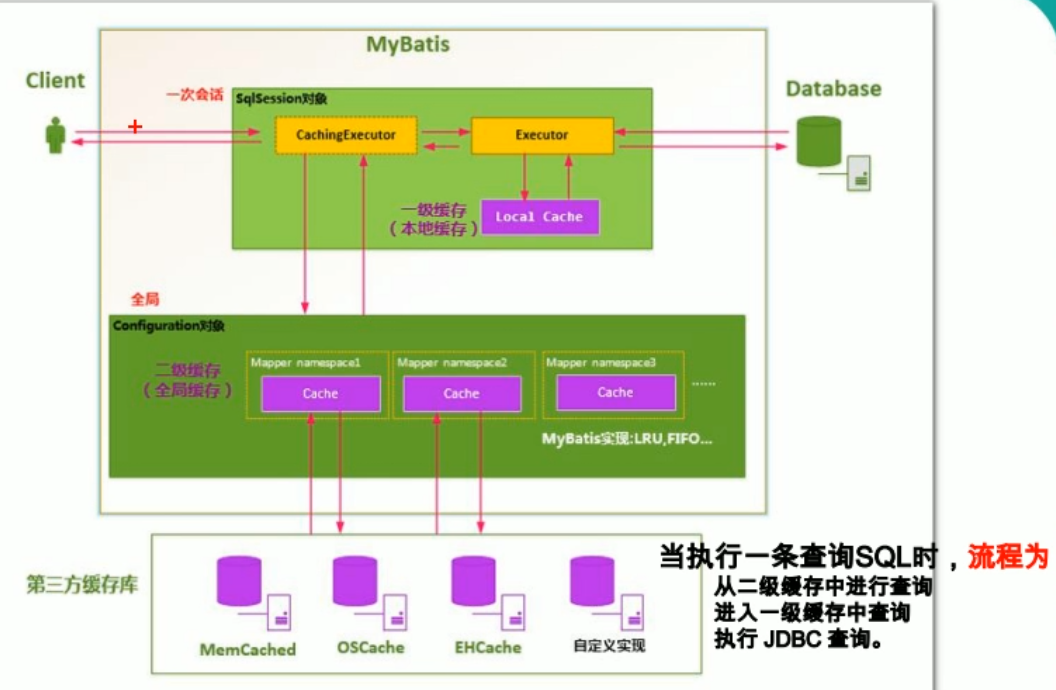 MyBatis
Client
Database
一次会话
SqlSession对象
CachingExecutor
Executor
一级缓存
（本地缓存）
Local Cache
全局
Configuration对象
二级缓存
（全局缓存）
Mapper namespace1
Mapper namespace2
Mapper namespace3
Cache
Cache
Cache
......
MyBatis实现:LRU,FIFO...
第三方缓存库
MemCached
OSCache
EHCache
自定义实现
当执行一条查询SQL时，流程为
从二级缓存中进行查询
进入一级缓存中查询
执行 JDBC 查询。